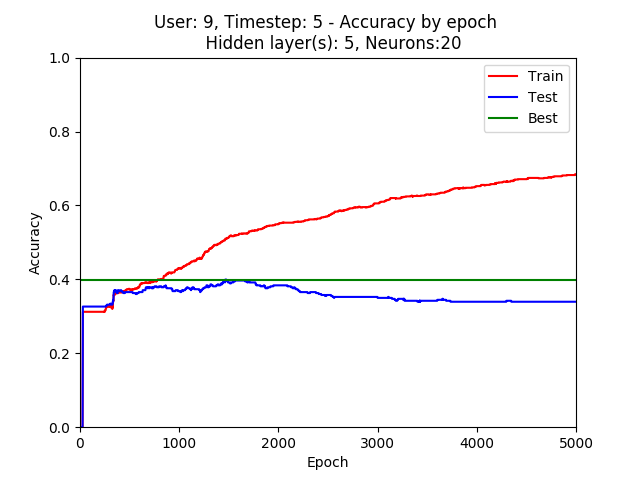 User: 9, Timestep: 5 - Accuracy by epoch
Hidden layer(s): 5, Neurons:20
1.0
0.8
0.6
0.4
0.2
0.0
Accuracy
Train
Test
Best
0 1000 2000 3000 4000 5000
Epoch